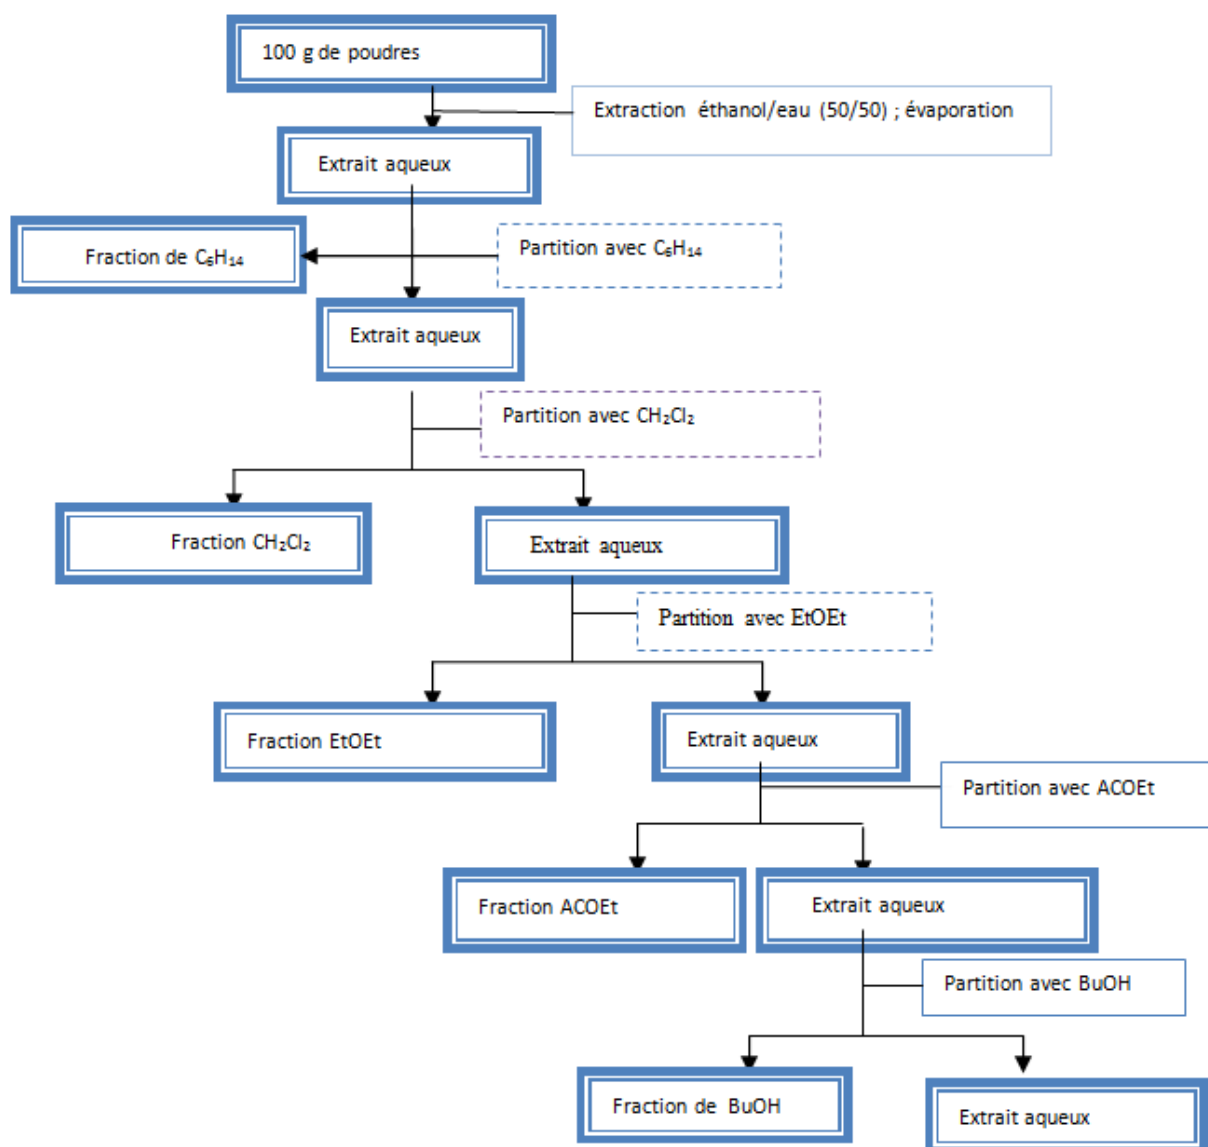 100 g de poudres
Extraction éthanol/eau (50/50) ; évaporation
Extrait aqueux
Partition avec C₆H₁₄
Fraction de C₆H₁₄
Extrait aqueux
Partition avec CH₂Cl₂
Fraction CH₂Cl₂
Extrait aqueux
Partition avec EtOEt
Fraction EtOEt
Extrait aqueux
Partition avec ACOEt
Fraction ACOEt
Extrait aqueux
Partition avec BuOH
Fraction de BuOH
Extrait aqueux